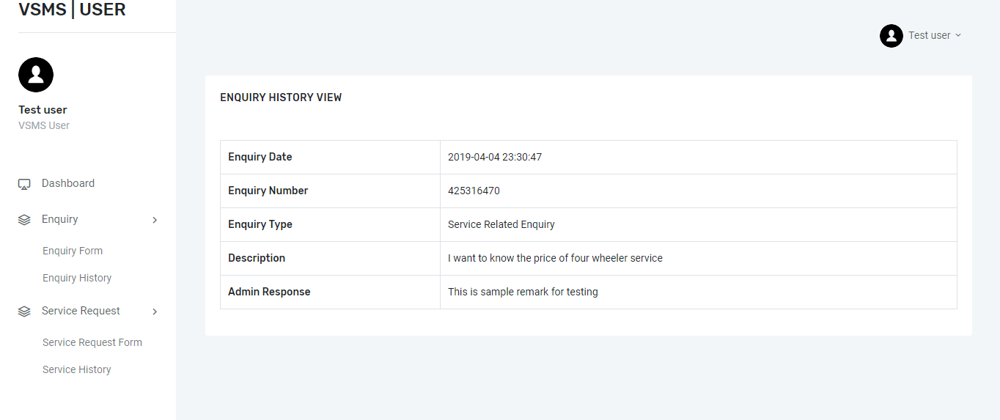 VSMS | USER
Test user
VSMS User
Dashboard
Enquiry
Enquiry Form
Enquiry History
Service Request
Service Request Form
Service History
Test user
ENQUIRY HISTORY VIEW
Enquiry Date 2019-04-04 23:30:47
Enquiry Number 425316470
Enquiry Type Service Related Enquiry
Description I want to know the price of four wheeler service
Admin Response This is sample remark for testing